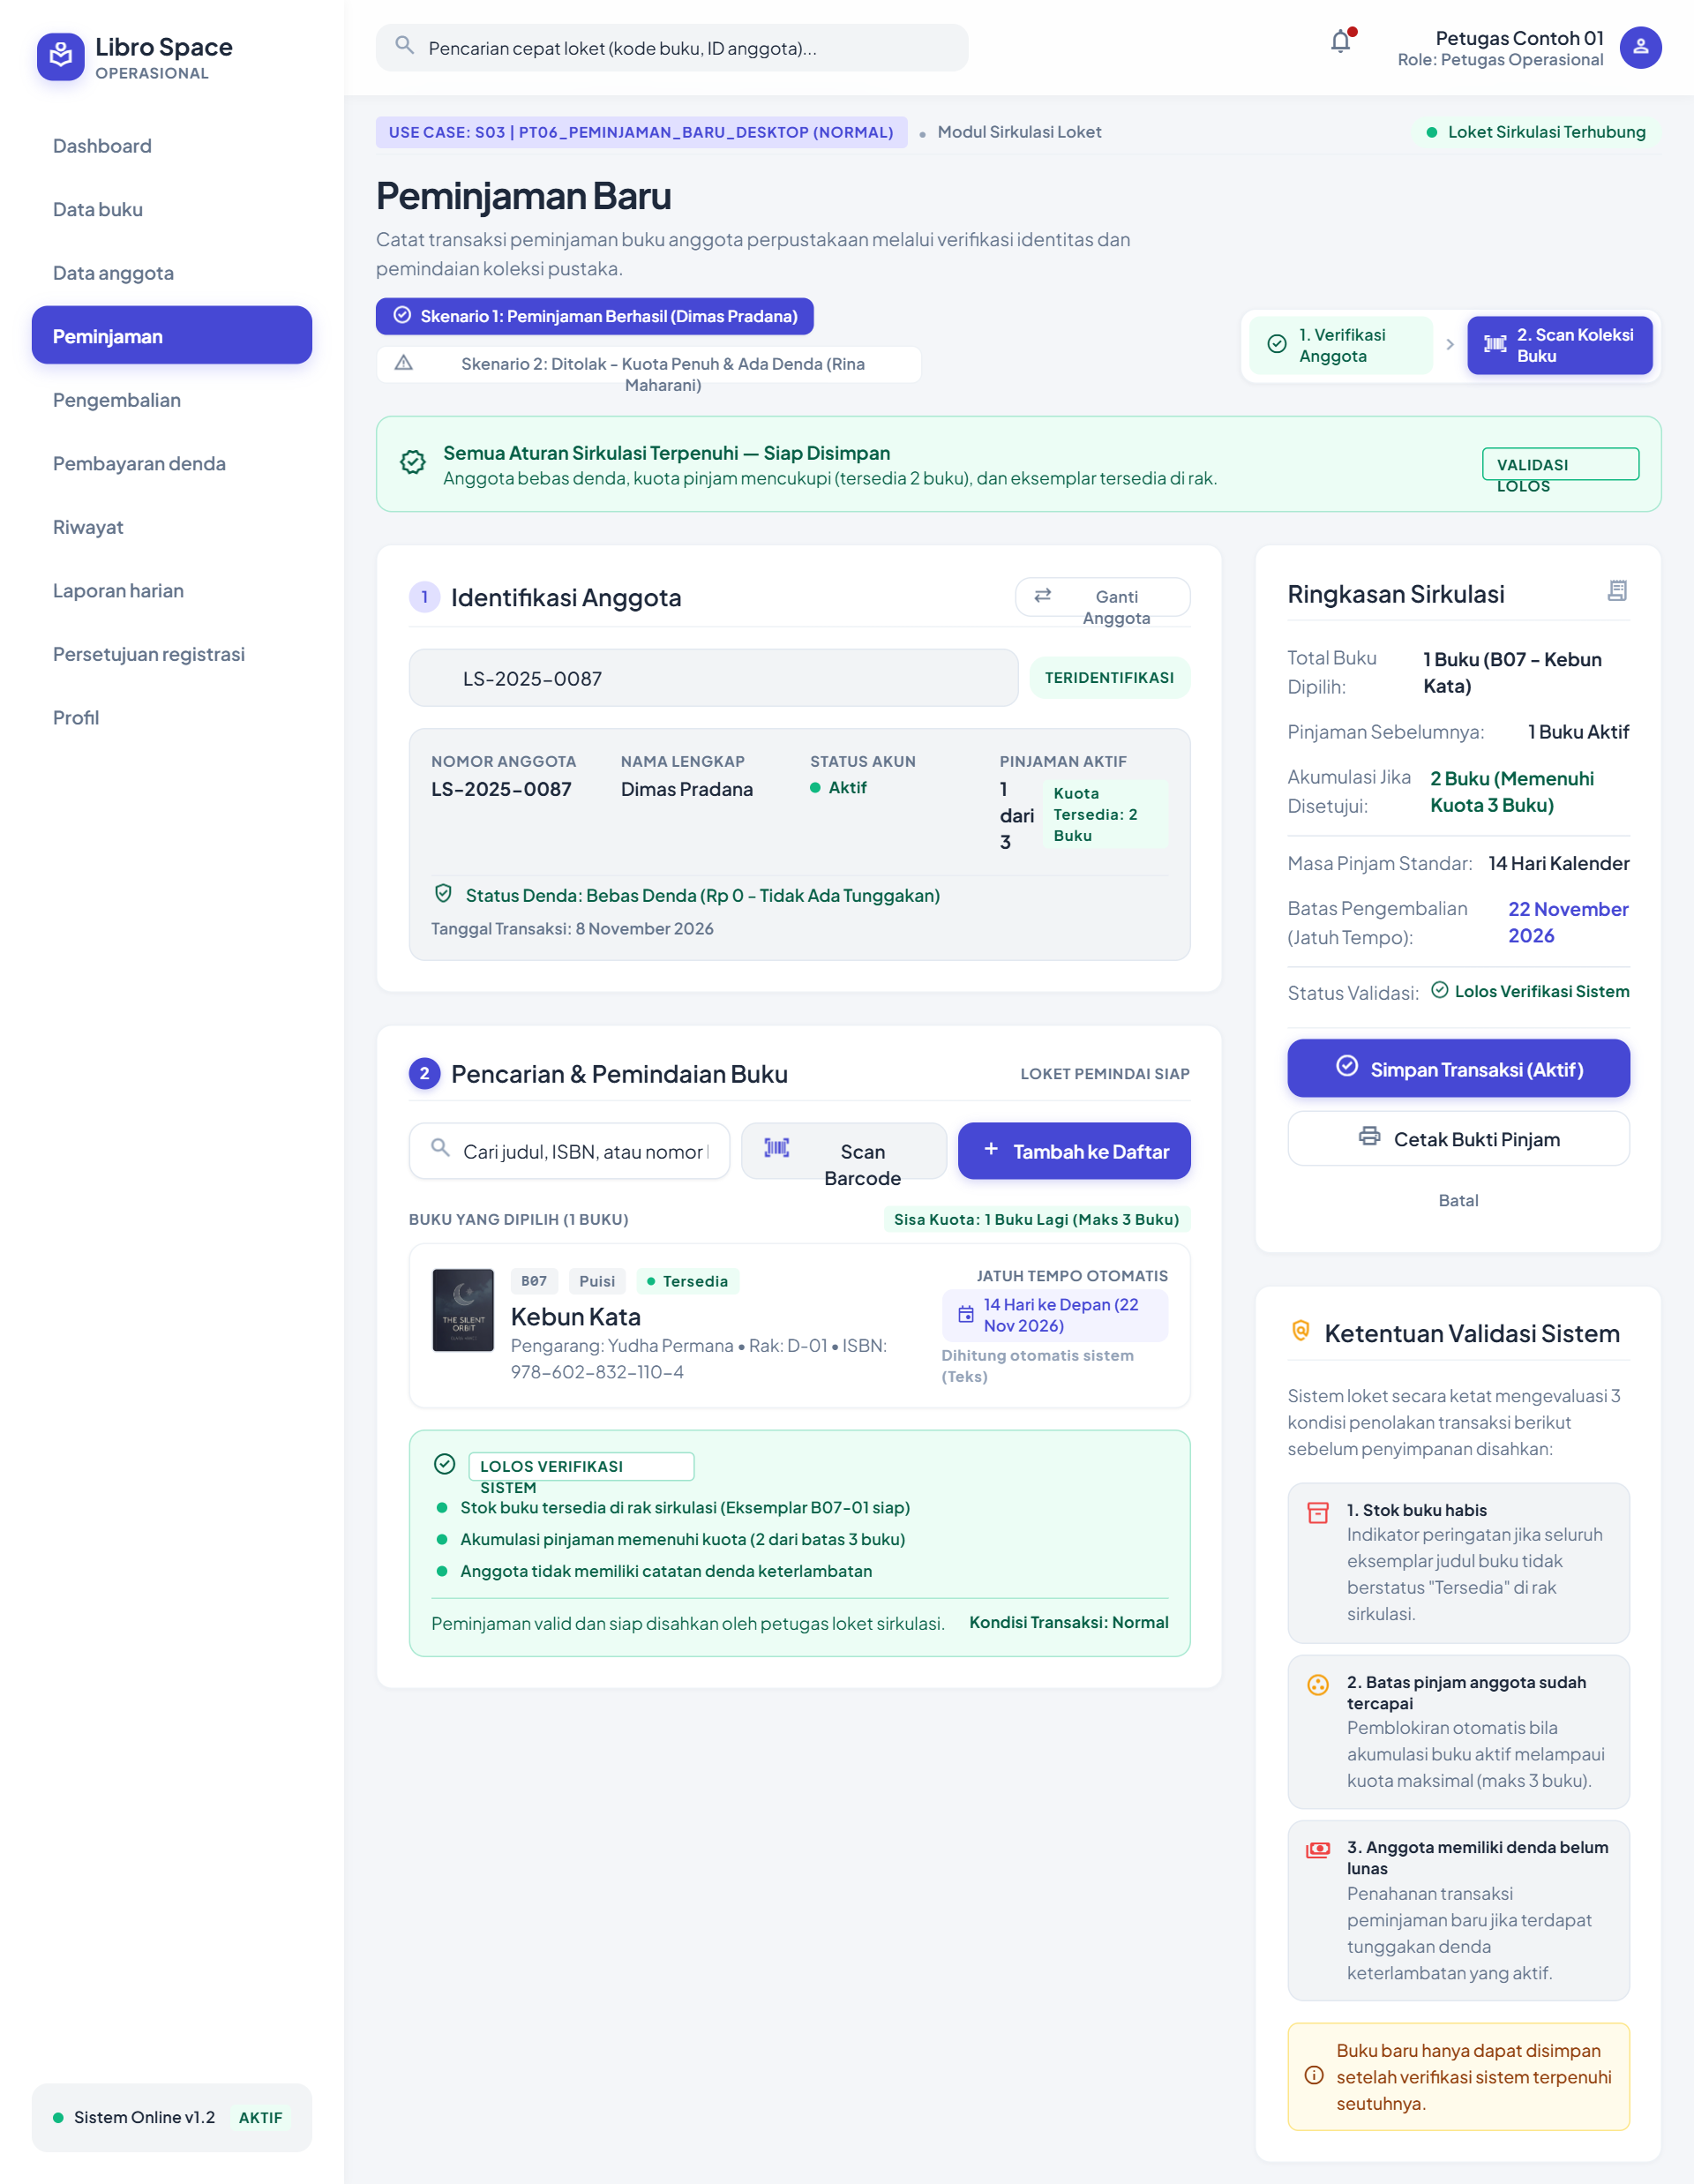 Libro Space
OPERASIONAL
Dashboard
Data buku
Data anggota
Peminjaman
Pengembalian
Pembayaran denda
Riwayat
Laporan harian
Persetujuan registrasi
Profil
Sistem Online v1.2
AKTIF
Pencarian cepat loket (kode buku, ID anggota)...
Petugas Contoh 01
Role: Petugas Operasional
USE CASE: S03 | PT06_PEMINJAMAN_BARU_DESKTOP (NORMAL)
Modul Sirkulasi Loket
Loket Sirkulasi Terhubung
Peminjaman Baru
Catat transaksi peminjaman buku anggota perpustakaan melalui verifikasi identitas dan
pemindaian koleksi pustaka.
Skenario 1: Peminjaman Berhasil (Dimas Pradana)
Skenario 2: Ditolak - Kuota Penuh & Ada Denda (Rina
Maharani)
1. Verifikasi
Anggota
2. Scan Koleksi
Buku
Semua Aturan Sirkulasi Terpenuhi — Siap Disimpan
Anggota bebas denda, kuota pinjam mencukupi (tersedia 2 buku), dan eksemplar tersedia di rak.
VALIDASI
LOLOS
1
Identifikasi Anggota
Ganti
Anggota
LS-2025-0087
TERIDENTIFIKASI
NOMOR ANGGOTA
LS-2025-0087
NAMA LENGKAP
Dimas Pradana
STATUS AKUN
Aktif
PINJAMAN AKTIF
1
dari
3
Kuota
Tersedia: 2
Buku
Status Denda: Bebas Denda (Rp 0 - Tidak Ada Tunggakan)
Tanggal Transaksi: 8 November 2026
2
Pencarian & Pemindaian Buku
LOKET PEMINDAI SIAP
Cari judul, ISBN, atau nomor
Scan
Barcode
Tambah ke Daftar
BUKU YANG DIPILIH (1 BUKU)
Sisa Kuota: 1 Buku Lagi (Maks 3 Buku)
THE SILENT
ORBIT
B07
Puisi
Tersedia
Kebun Kata
Pengarang: Yudha Permana • Rak: D-01 • ISBN:
978-602-832-110-4
JATUH TEMPO OTOMATIS
14 Hari ke Depan (22
Nov 2026)
Dihitung otomatis sistem
(Teks)
LOLOS VERIFIKASI
SISTEM
Stok buku tersedia di rak sirkulasi (Eksemplar B07-01 siap)
Akumulasi pinjaman memenuhi kuota (2 dari batas 3 buku)
Anggota tidak memiliki catatan denda keterlambatan
Peminjaman valid dan siap disahkan oleh petugas loket sirkulasi.
Kondisi Transaksi: Normal
Ringkasan Sirkulasi
Total Buku
Dipilih:
1 Buku (B07 - Kebun
Kata)
Pinjaman Sebelumnya:
1 Buku Aktif
Akumulasi Jika
Disetujui:
2 Buku (Memenuhi
Kuota 3 Buku)
Masa Pinjam Standar:
14 Hari Kalender
Batas Pengembalian
(Jatuh Tempo):
22 November
2026
Status Validasi:
Lolos Verifikasi Sistem
Simpan Transaksi (Aktif)
Cetak Bukti Pinjam
Batal
Ketentuan Validasi Sistem
Sistem loket secara ketat mengevaluasi 3
kondisi penolakan transaksi berikut
sebelum penyimpanan disahkan:
1. Stok buku habis
Indikator peringatan jika seluruh
eksemplar judul buku tidak
berstatus "Tersedia" di rak
sirkulasi.
2. Batas pinjam anggota sudah
tercapai
Pemblokiran otomatis bila
akumulasi buku aktif melampaui
kuota maksimal (maks 3 buku).
3. Anggota memiliki denda belum
lunas
Penahanan transaksi
peminjaman baru jika terdapat
tunggakan denda
keterlambatan yang aktif.
Buku baru hanya dapat disimpan
setelah verifikasi sistem terpenuhi
seutuhnya.